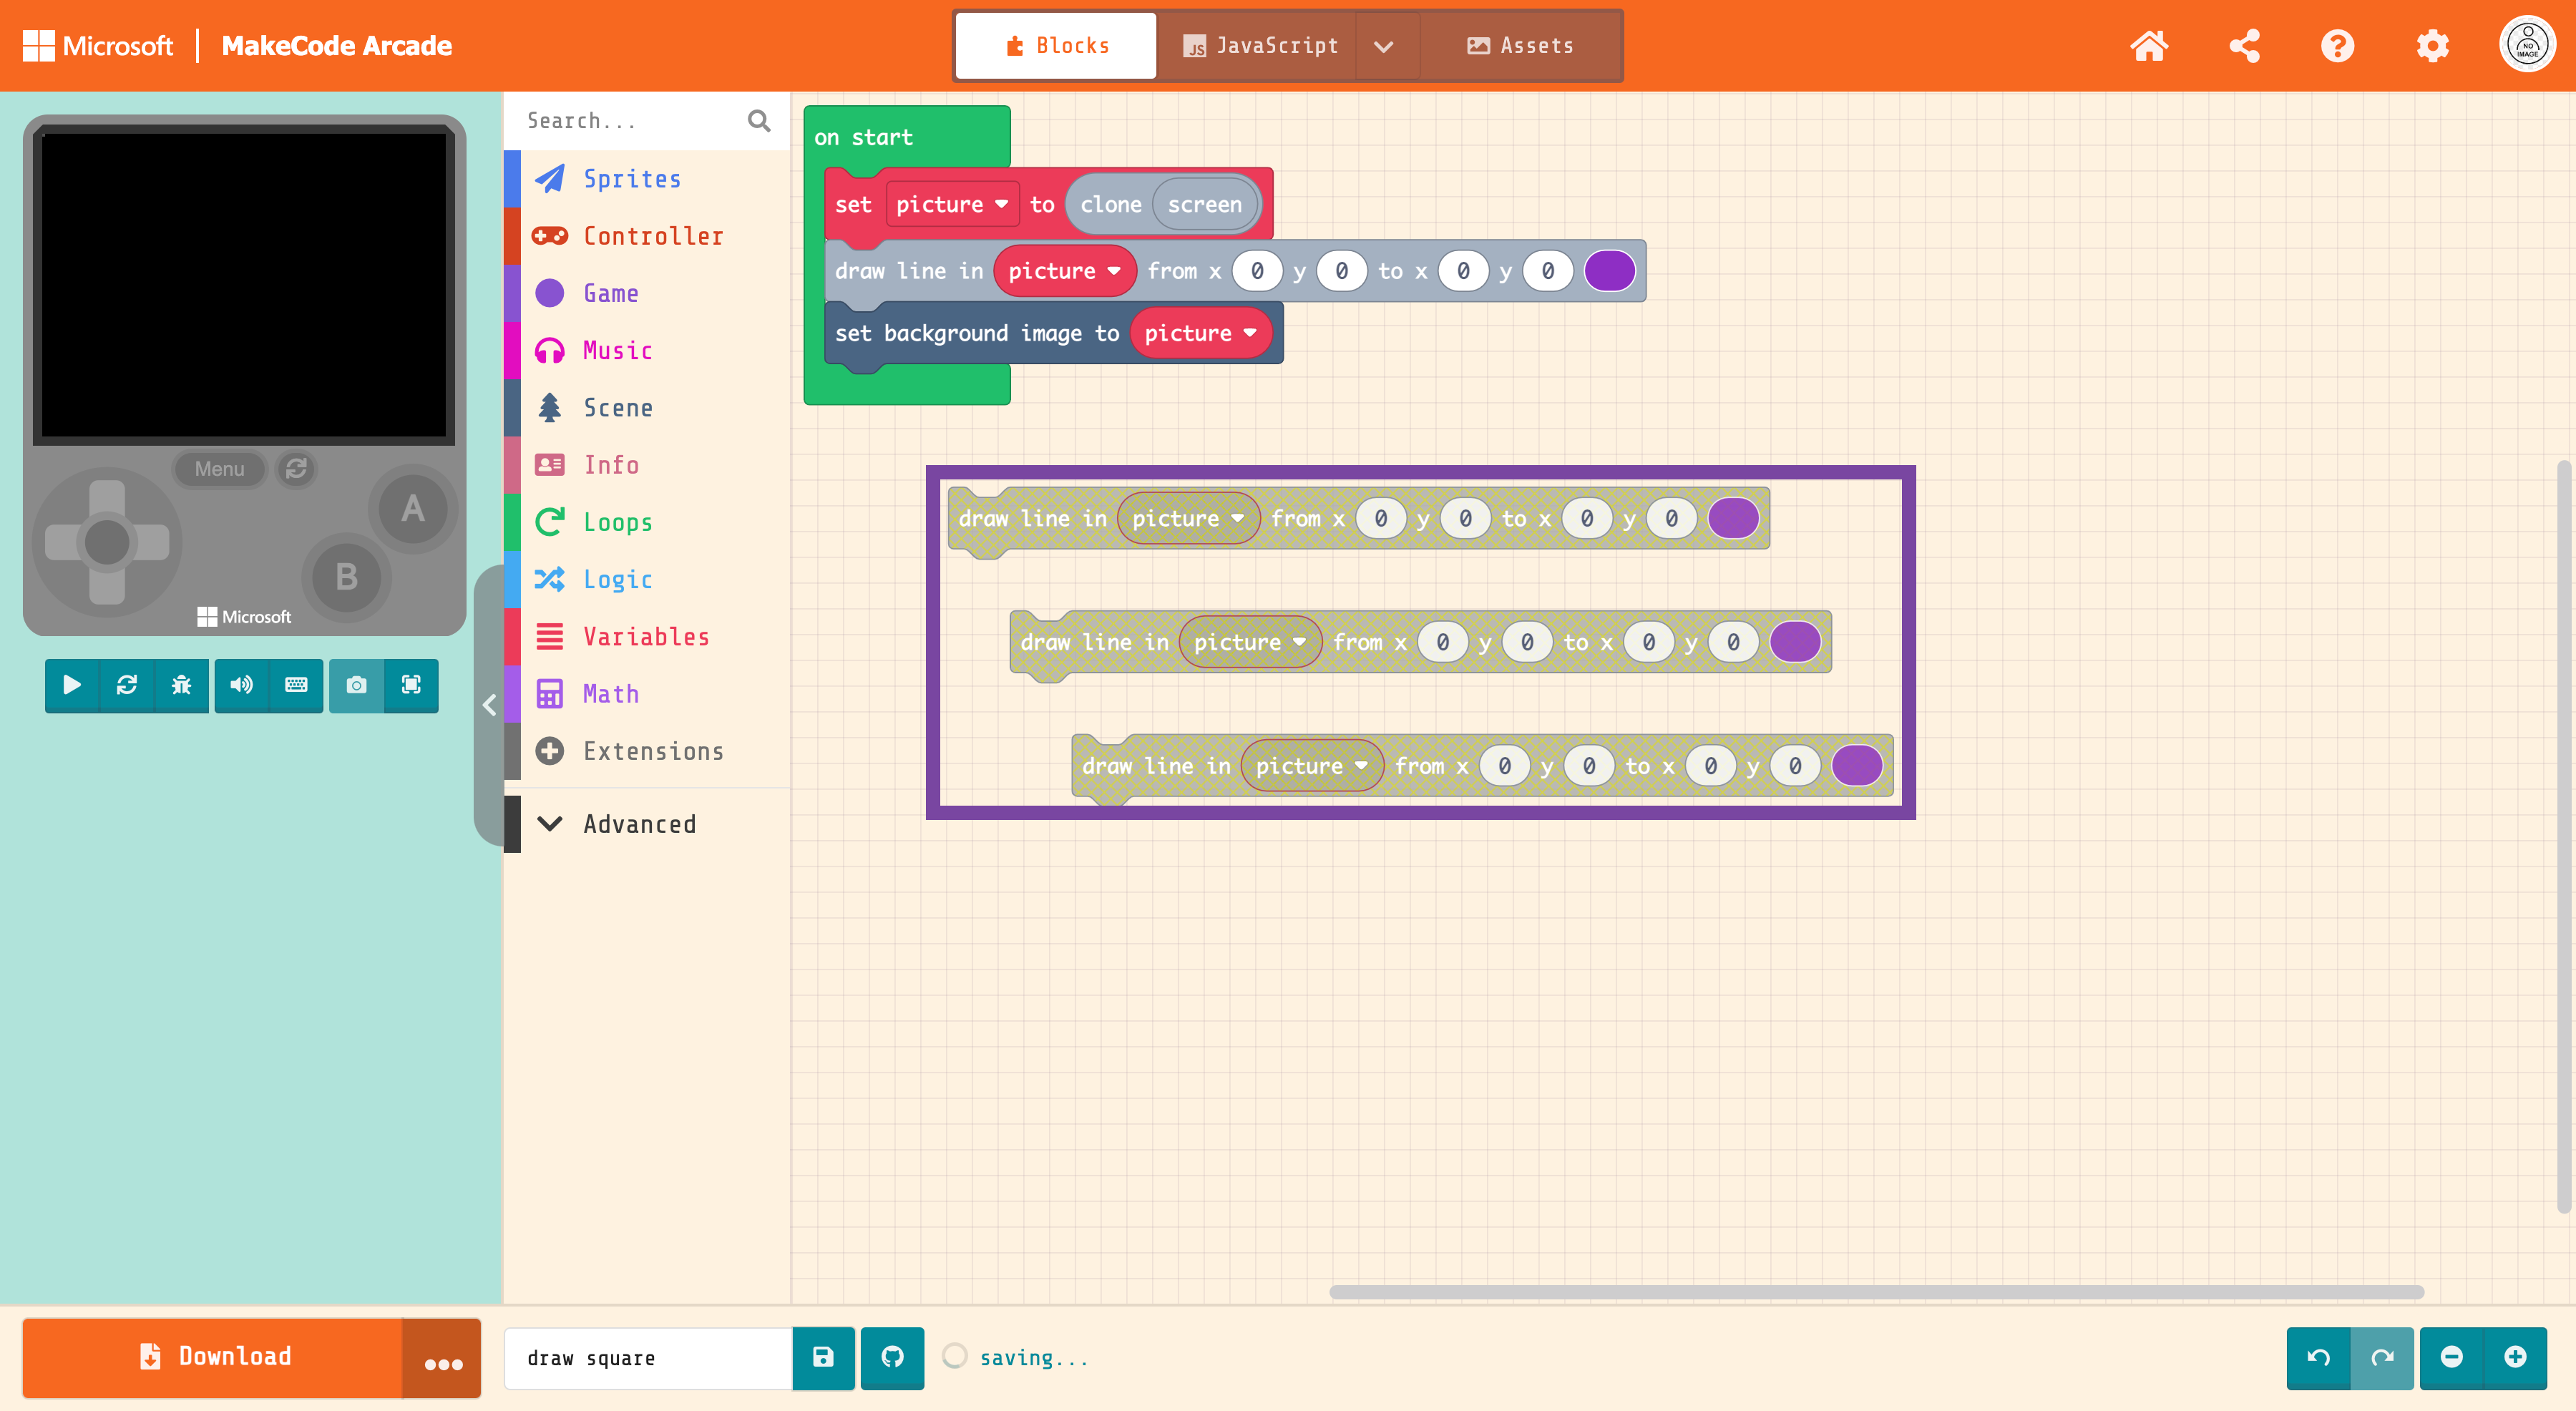 Microsoft | MakeCode Arcade
Blocks
JavaScript
Assets
NO IMAGE
Menu
A
B
Microsoft
Search...
Sprites
Controller
Game
Music
Scene
Info
Loops
Logic
Variables
Math
Extensions
Advanced
on start
set picture to clone screen
draw line in picture from x 0 y 0 to x 0 y 0
set background image to picture
draw line in picture from x 0 y 0 to x 0 y 0
draw line in picture from x 0 y 0 to x 0 y 0
draw line in picture from x 0 y 0 to x 0 y 0
Download
draw square
saving...